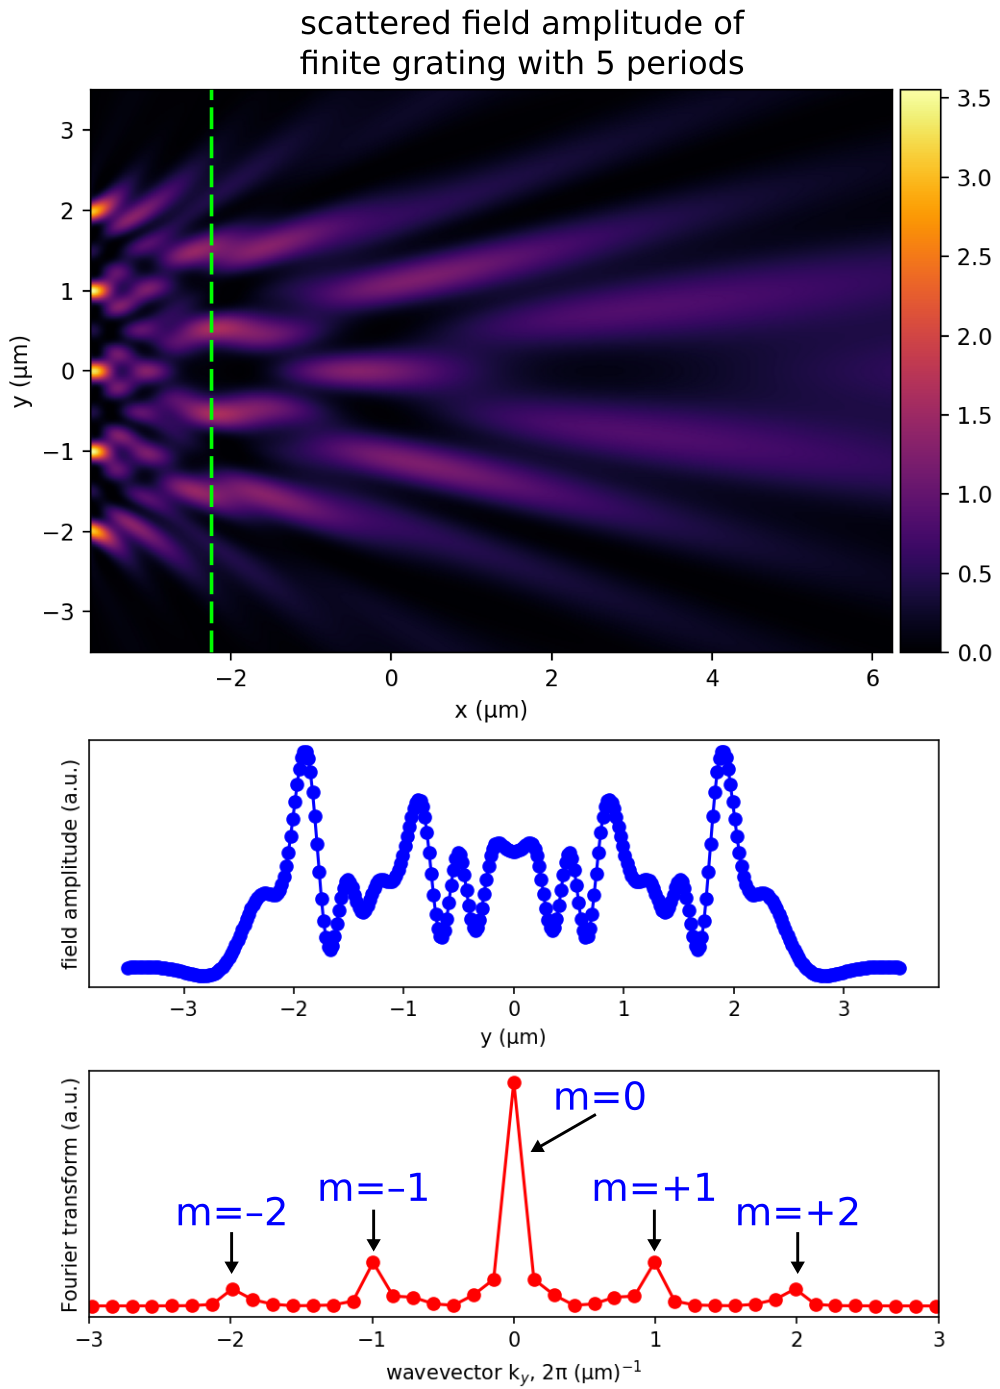 scattered field amplitude of
finite grating with 5 periods
3
2
1
0
−1
−2
−3
y (μm)
−2
0
2
4
6
x (μm)
3.5
3.0
2.5
2.0
1.5
1.0
0.5
0.0
field amplitude (a.u.)
−3
−2
−1
0
1
2
3
y (μm)
Fourier transform (a.u.)
m=0
m=–1
m=+1
m=–2
m=+2
−3
−2
−1
0
1
2
3
wavevector k_y, 2π (μm)⁻¹